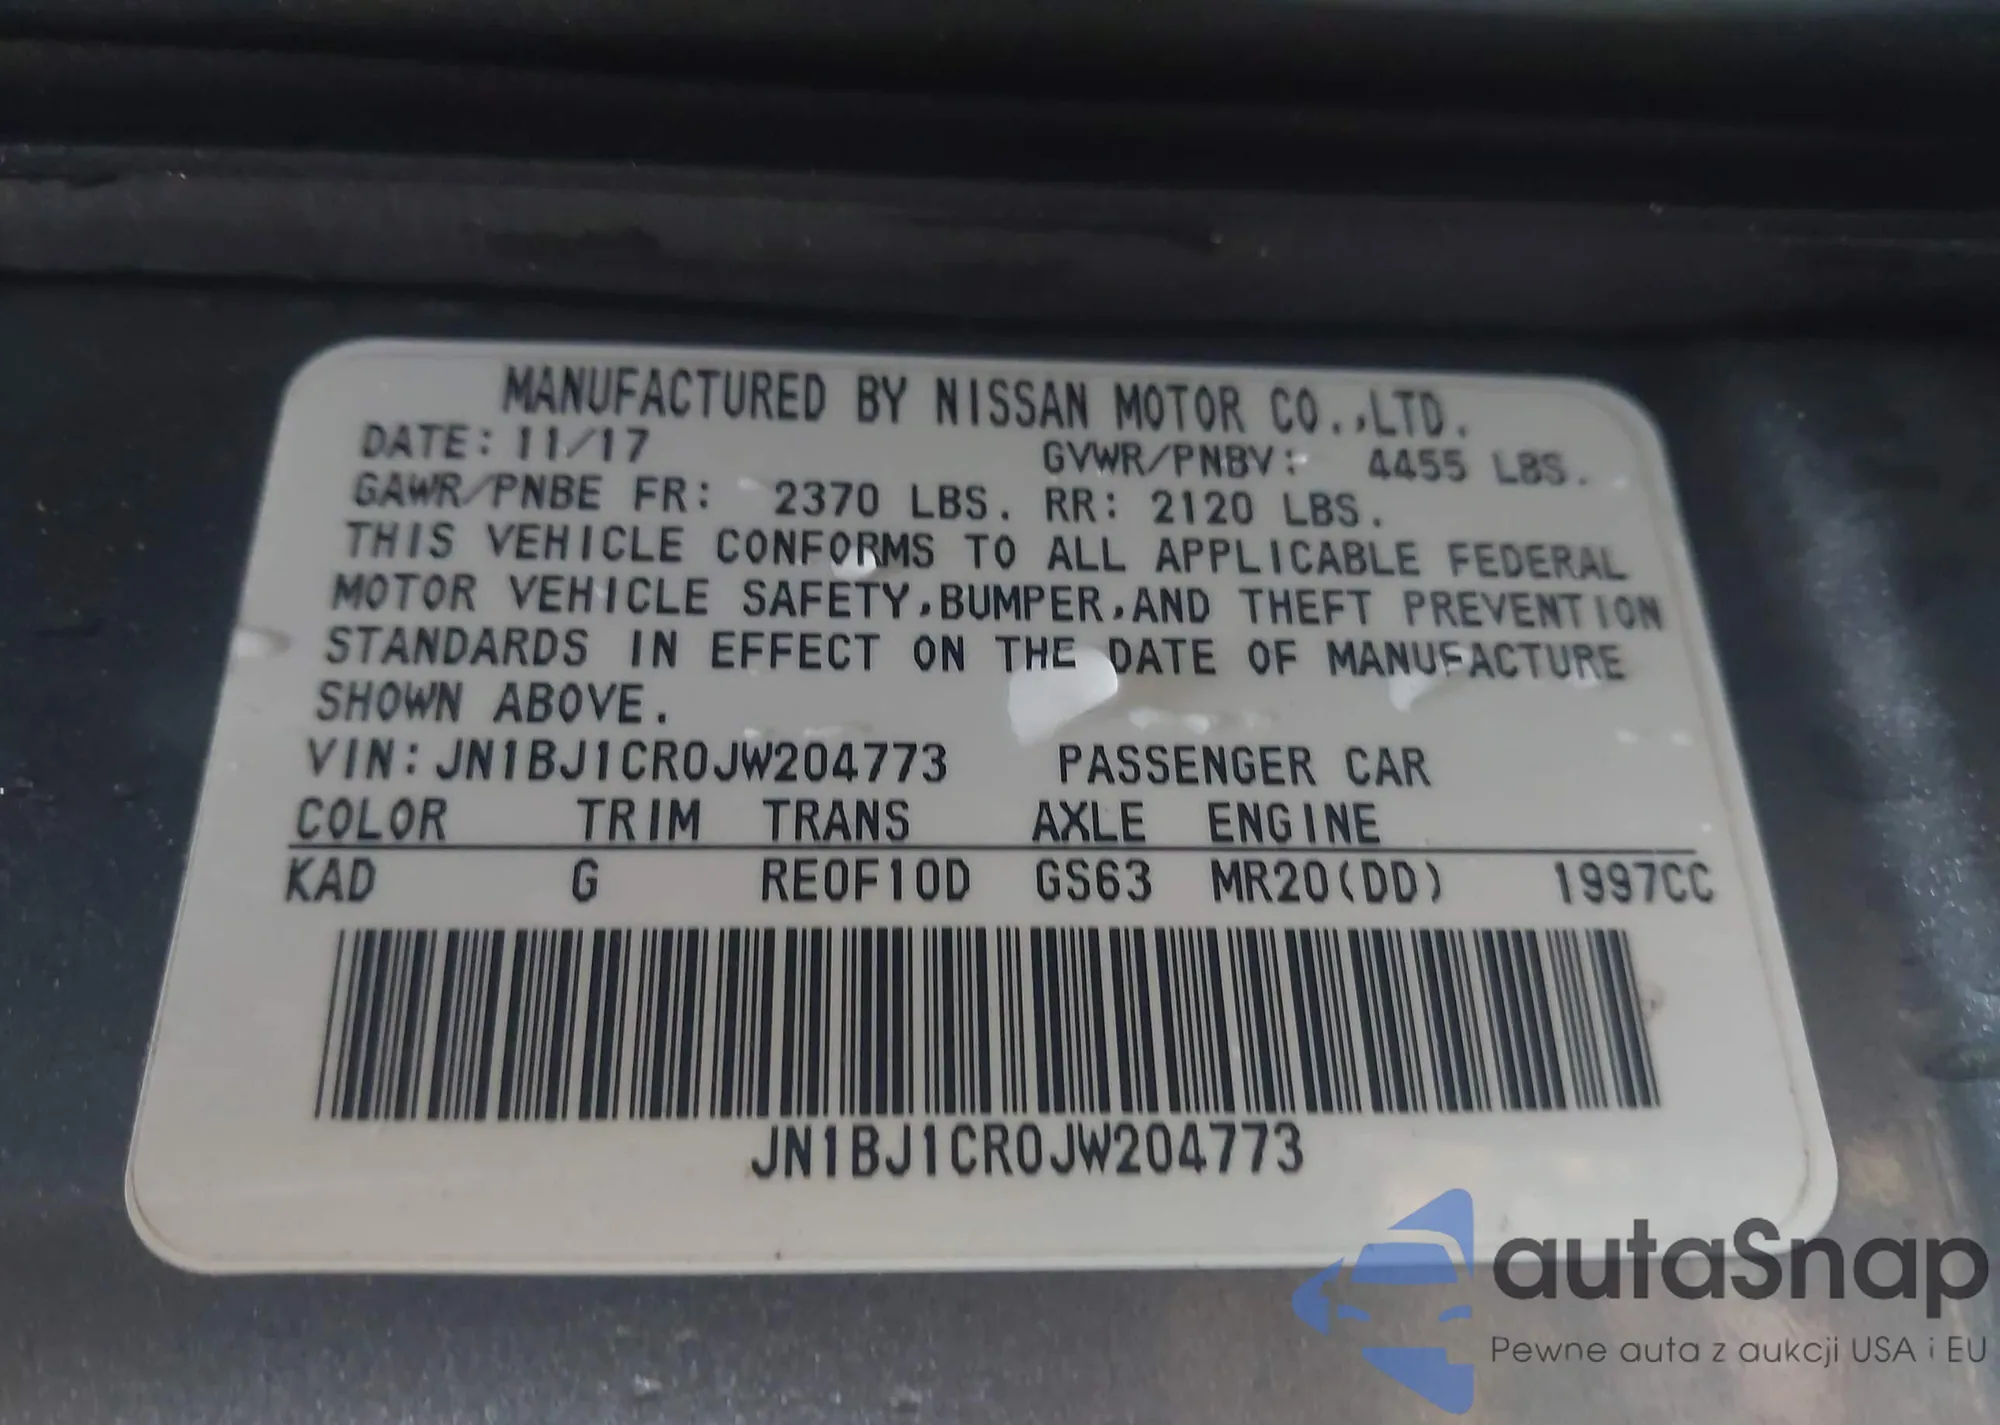 MANUFACTURED BY NISSAN MOTOR CO.,LTD.
DATE: 11/17 GVWR/PNBV: 4455 LBS.
GAWR/PNBE FR: 2370 LBS. RR: 2120 LBS.
THIS VEHICLE CONFORMS TO ALL APPLICABLE FEDERAL
MOTOR VEHICLE SAFETY,BUMPER,AND THEFT PREVENTION
STANDARDS IN EFFECT ON THE DATE OF MANUFACTURE
SHOWN ABOVE.
VIN: JN1BJ1CR0JW204773 PASSENGER CAR
COLOR TRIM TRANS AXLE ENGINE
KAD G RE0F10D GS63 MR20(DD) 1997CC
JN1BJ1CR0JW204773
autaSnap
Pewne auta z aukcji USA i EU